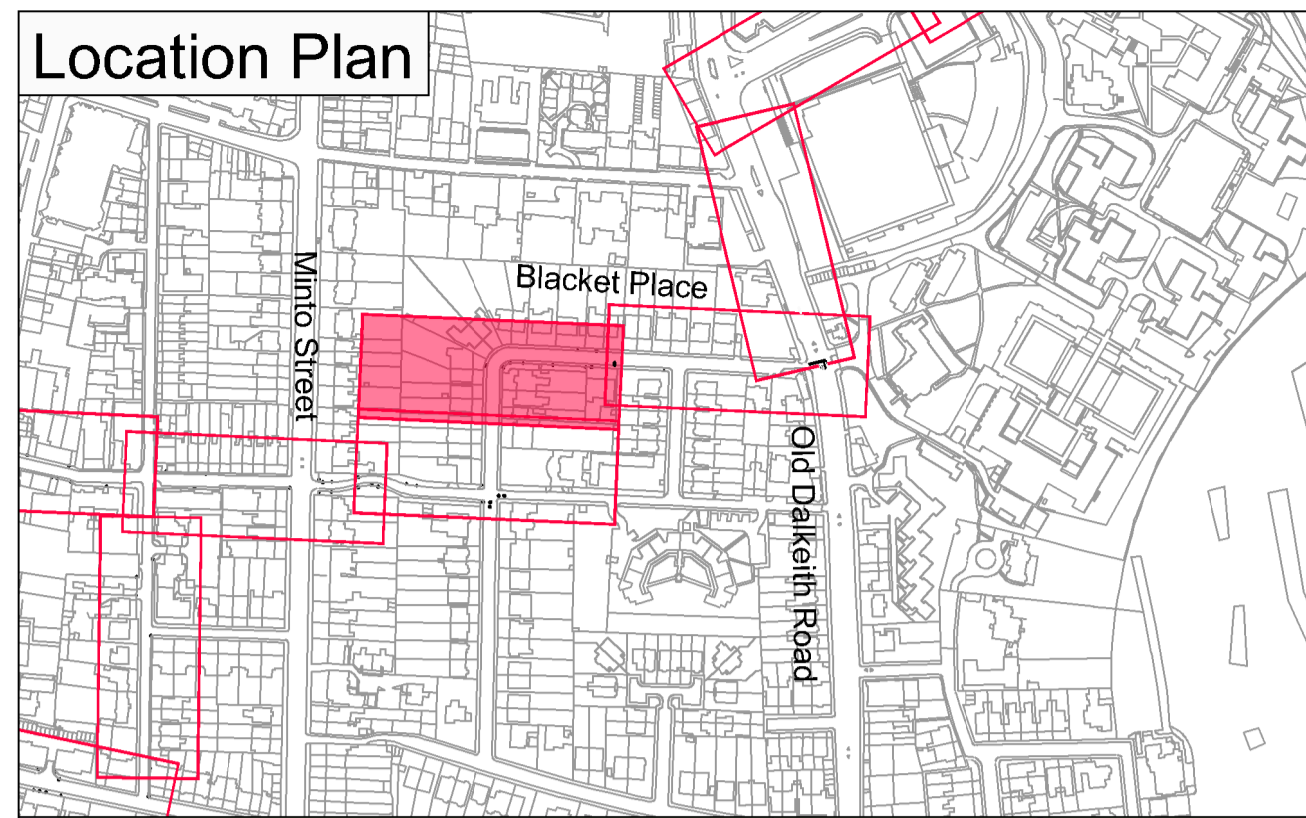 Location Plan
Blacket Place
Minto Street
Old Dalkeith Road